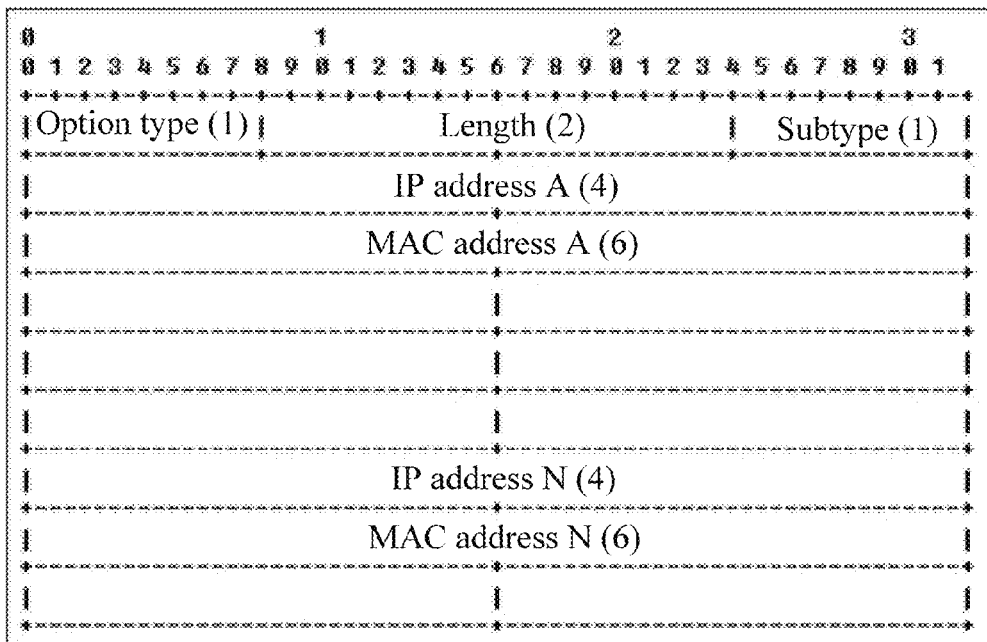 0 1 2 3
0 1 2 3 4 5 6 7 8 9 0 1 2 3 4 5 6 7 8 9 0 1 2 3 4 5 6 7 8 9 0 1
Option type (1) Length (2) Subtype (1)
IP address A (4)
MAC address A (6)
IP address N (4)
MAC address N (6)